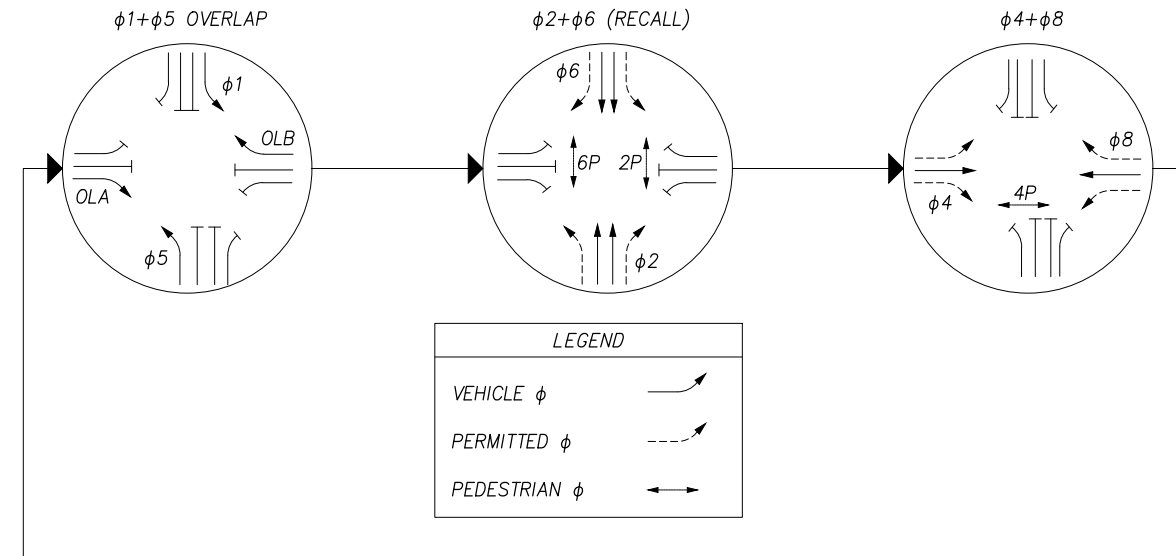 ϕ1+ϕ5 OVERLAP
ϕ2+ϕ6 (RECALL)
ϕ4+ϕ8
ϕ1
OLB
OLA
ϕ5
ϕ6
6P
2P
ϕ2
ϕ8
ϕ4
4P
LEGEND
VEHICLE ϕ
PERMITTED ϕ
PEDESTRIAN ϕ